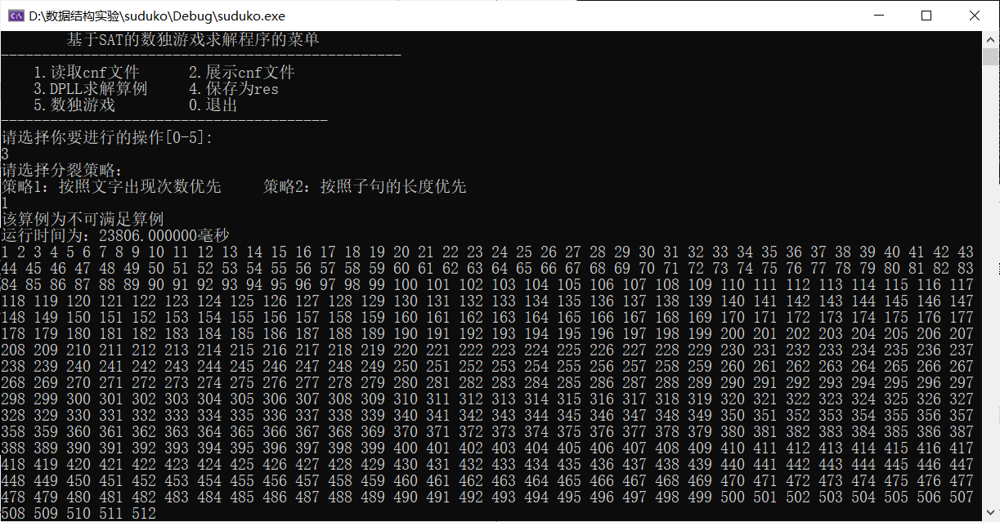 D:\数据结构实验\suduko\Debug\suduko.exe
基于SAT的数独游戏求解程序的菜单
-------------------------------------------------
1.读取cnf文件 2.展示cnf文件
3.DPLL求解算例 4.保存为res
5.数独游戏 0.退出
----------------------------------------
请选择你要进行的操作[0-5]:
3
请选择分裂策略:
策略1: 按照文字出现次数优先 策略2: 按照子句的长度优先
1
该算例为不可满足算例
运行时间为: 23806.000000毫秒
1 2 3 4 5 6 7 8 9 10 11 12 13 14 15 16 17 18 19 20 21 22 23 24 25 26 27 28 29 30 31 32 33 34 35 36 37 38 39 40 41 42 43
44 45 46 47 48 49 50 51 52 53 54 55 56 57 58 59 60 61 62 63 64 65 66 67 68 69 70 71 72 73 74 75 76 77 78 79 80 81 82 83
84 85 86 87 88 89 90 91 92 93 94 95 96 97 98 99 100 101 102 103 104 105 106 107 108 109 110 111 112 113 114 115 116 117
118 119 120 121 122 123 124 125 126 127 128 129 130 131 132 133 134 135 136 137 138 139 140 141 142 143 144 145 146 147
148 149 150 151 152 153 154 155 156 157 158 159 160 161 162 163 164 165 166 167 168 169 170 171 172 173 174 175 176 177
178 179 180 181 182 183 184 185 186 187 188 189 190 191 192 193 194 195 196 197 198 199 200 201 202 203 204 205 206 207
208 209 210 211 212 213 214 215 216 217 218 219 220 221 222 223 224 225 226 227 228 229 230 231 232 233 234 235 236 237
238 239 240 241 242 243 244 245 246 247 248 249 250 251 252 253 254 255 256 257 258 259 260 261 262 263 264 265 266 267
268 269 270 271 272 273 274 275 276 277 278 279 280 281 282 283 284 285 286 287 288 289 290 291 292 293 294 295 296 297
298 299 300 301 302 303 304 305 306 307 308 309 310 311 312 313 314 315 316 317 318 319 320 321 322 323 324 325 326 327
328 329 330 331 332 333 334 335 336 337 338 339 340 341 342 343 344 345 346 347 348 349 350 351 352 353 354 355 356 357
358 359 360 361 362 363 364 365 366 367 368 369 370 371 372 373 374 375 376 377 378 379 380 381 382 383 384 385 386 387
388 389 390 391 392 393 394 395 396 397 398 399 400 401 402 403 404 405 406 407 408 409 410 411 412 413 414 415 416 417
418 419 420 421 422 423 424 425 426 427 428 429 430 431 432 433 434 435 436 437 438 439 440 441 442 443 444 445 446 447
448 449 450 451 452 453 454 455 456 457 458 459 460 461 462 463 464 465 466 467 468 469 470 471 472 473 474 475 476 477
478 479 480 481 482 483 484 485 486 487 488 489 490 491 492 493 494 495 496 497 498 499 500 501 502 503 504 505 506 507
508 509 510 511 512